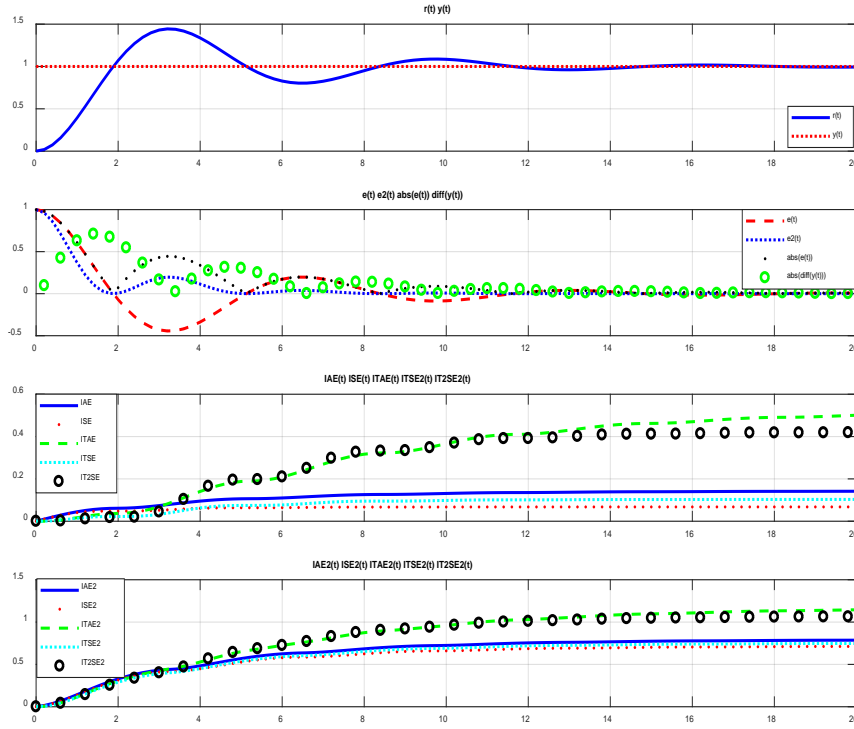 r(t) y(t)
1.5
1
0.5
0
r(t)
y(t)
0 2 4 6 8 10 12 14 16 18 20
e(t) e2(t) abs(e(t)) diff(y(t))
1
0.5
0
-0.5
e(t)
e2(t)
abs(e(t))
abs(diff(y(t)))
0 2 4 6 8 10 12 14 16 18 20
IAE(t) ISE(t) ITAE(t) ITSE2(t) IT2SE2(t)
0.6
0.4
0.2
0
IAE
ISE
ITAE
ITSE
IT2SE
0 2 4 6 8 10 12 14 16 18 20
IAE2(t) ISE2(t) ITAE2(t) ITSE2(t) IT2SE2(t)
1.5
1
0.5
0
IAE2
ISE2
ITAE2
ITSE2
IT2SE2
0 2 4 6 8 10 12 14 16 18 20